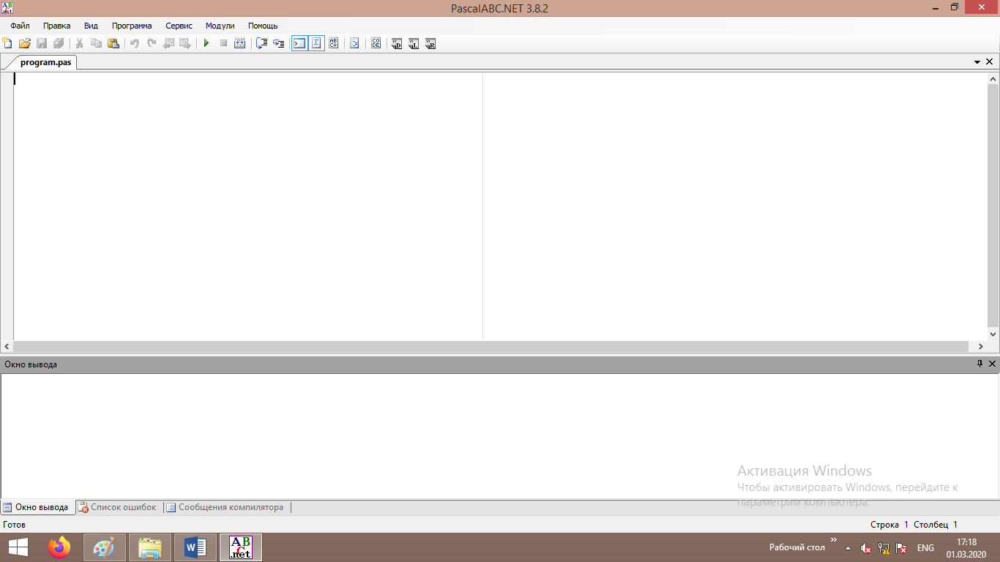 PascalABC.NET 3.8.2
Файл Правка Вид Программа Сервис Модули Помощь
program.pas
Окно вывода
Активация Windows
Чтобы активировать Windows, перейдите к
параметрам компьютера.
Окно вывода Список ошибок Сообщения компилятора
Готов Строка 1 Столбец 1
Рабочий стол » ENG 17:18
01.03.2020